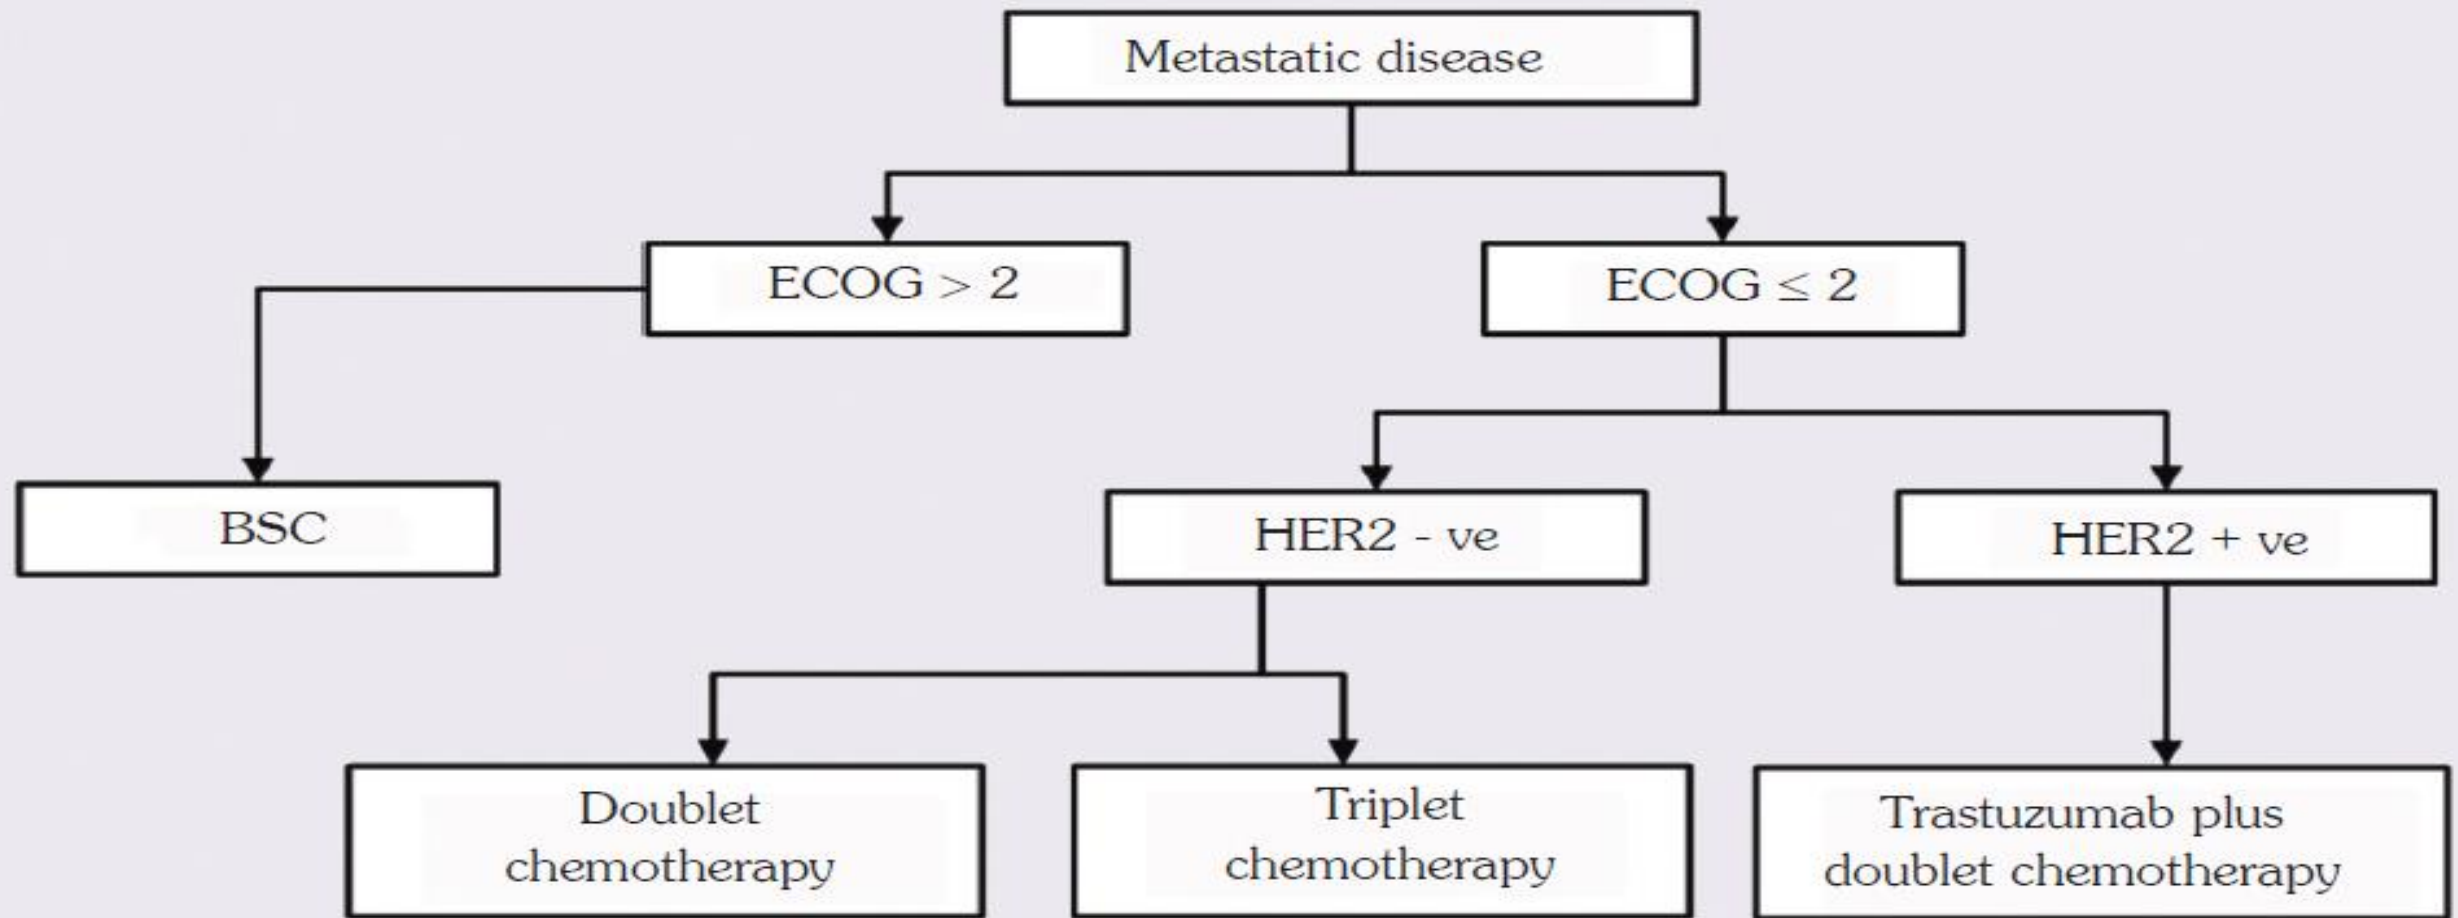 Metastatic disease
ECOG > 2
ECOG ≤ 2
BSC
HER2 - ve
HER2 + ve
Doublet
chemotherapy
Triplet
chemotherapy
Trastuzumab plus
doublet chemotherapy